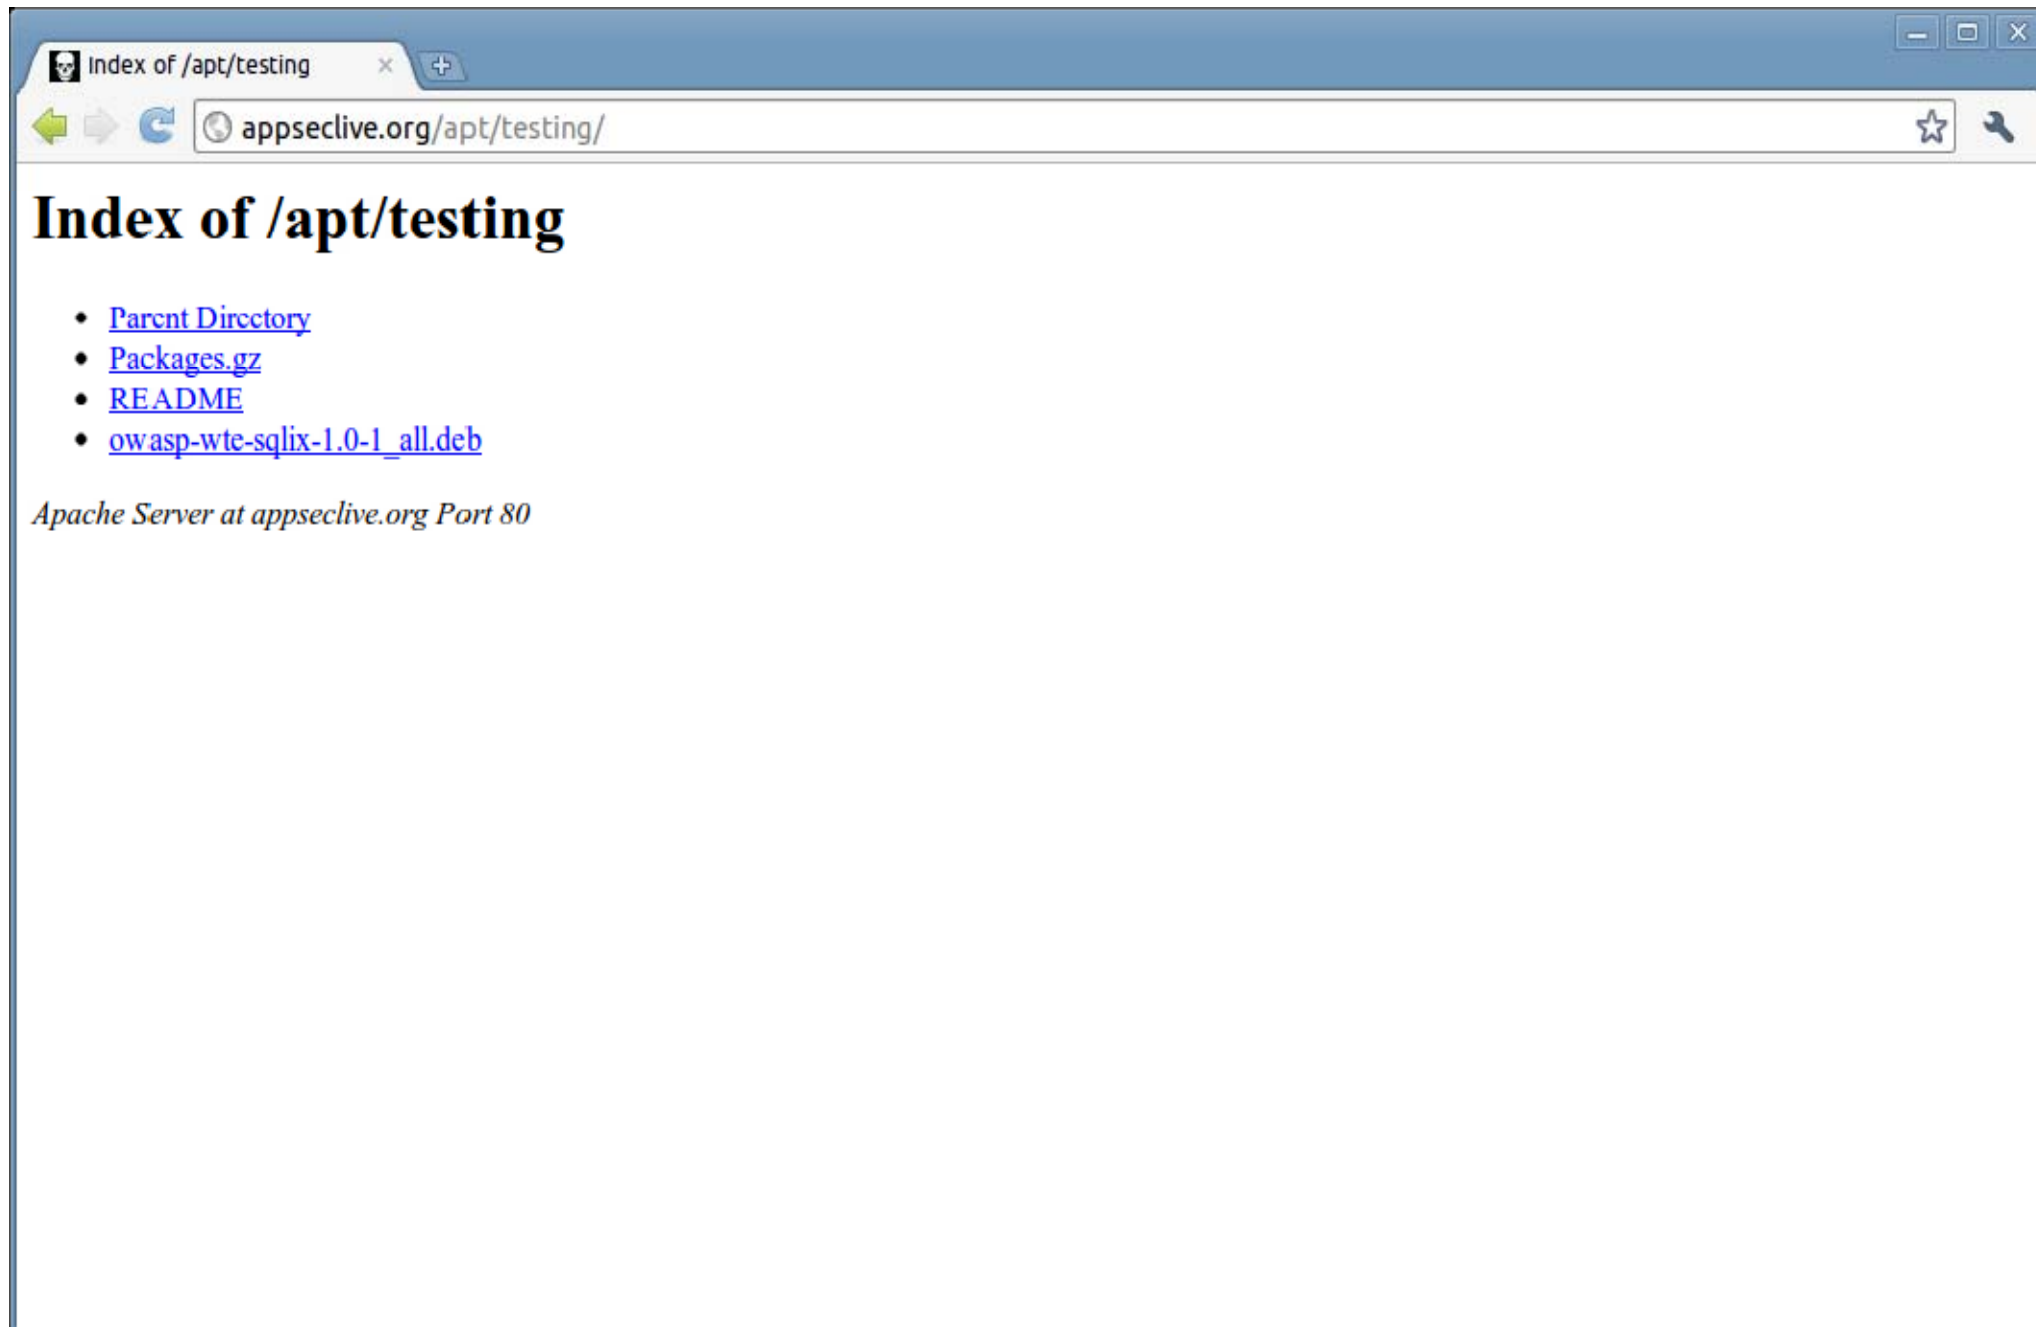 Index of /apt/testing
appseclive.org/apt/testing/
Index of /apt/testing
Parent Directory
Packages.gz
README
owasp-wte-sqlix-1.0-1_all.deb
Apache Server at appseclive.org Port 80